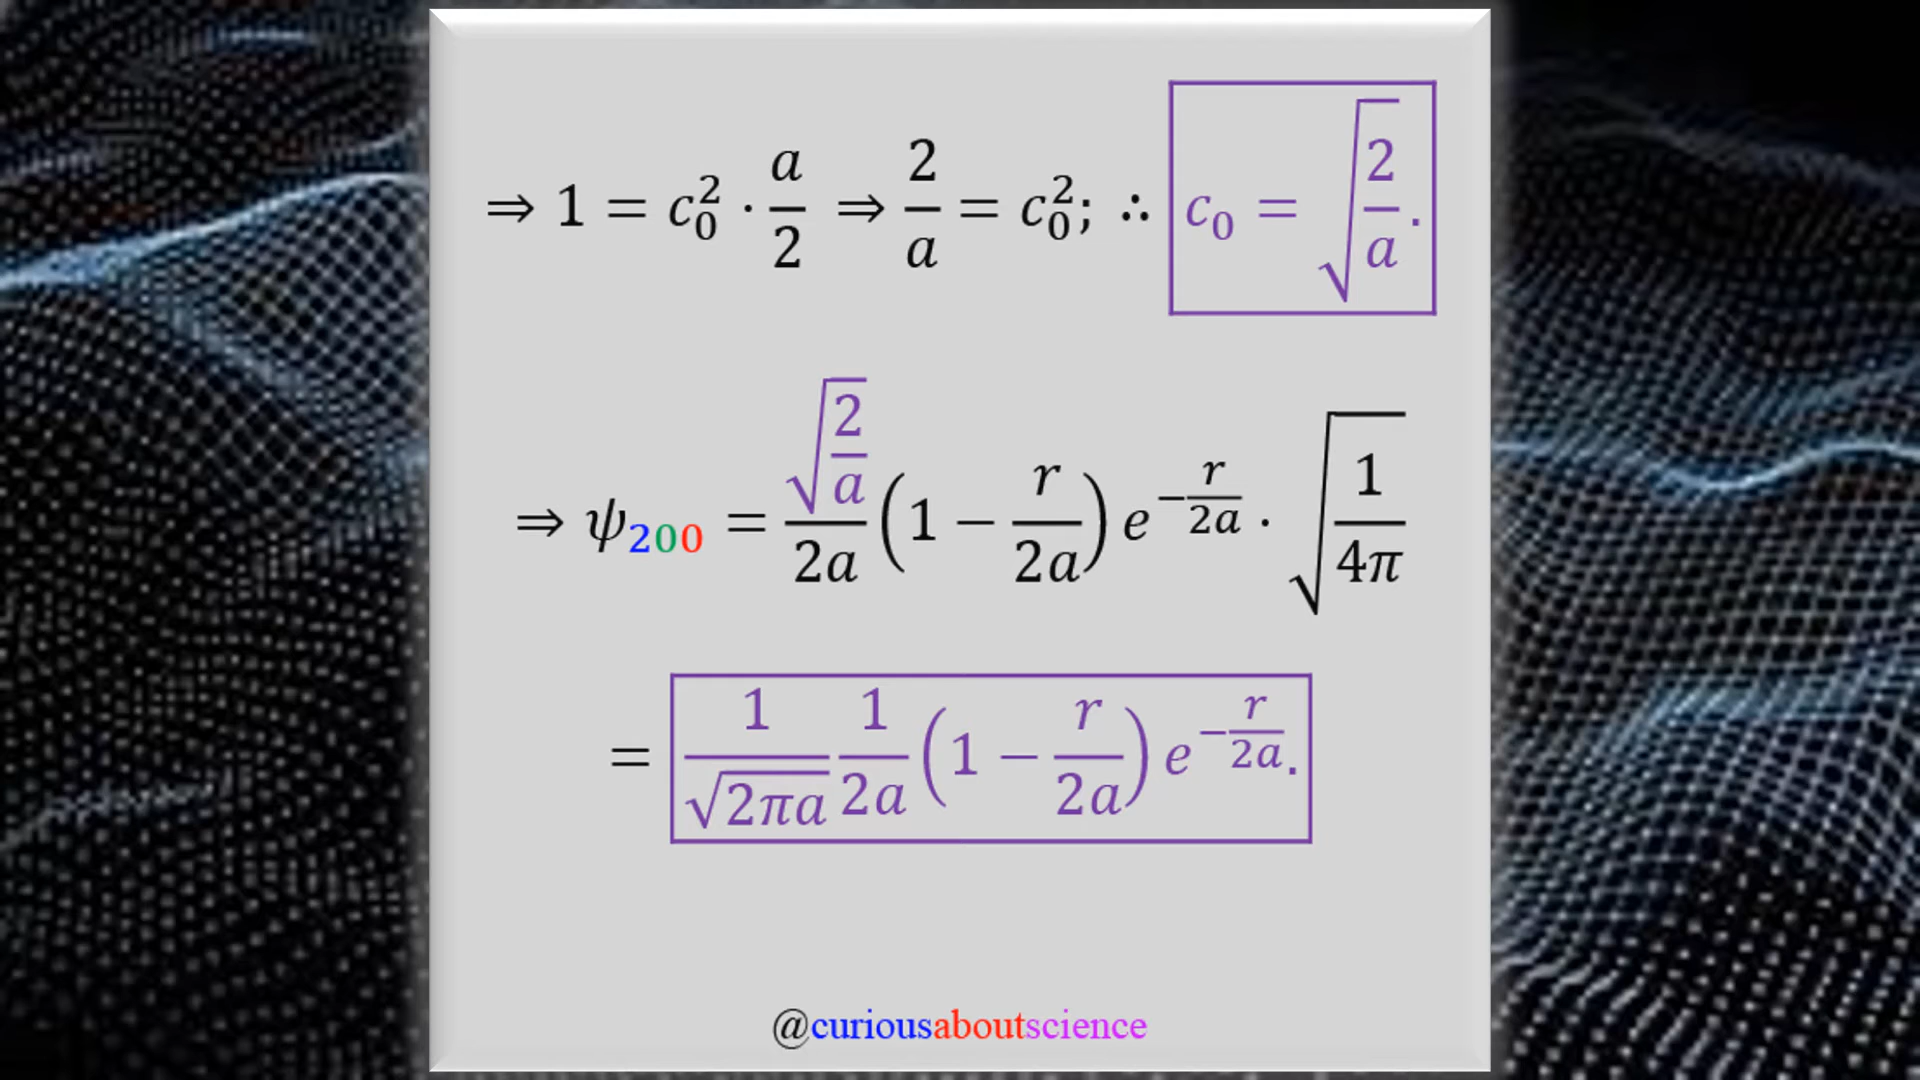 ⇒ 1 = c₀² · a/2 ⇒ 2/a = c₀²; ∴ c₀ = √(2/a).
⇒ ψ₂₀₀ = √(2/a)/2a (1 − r/2a) e^(−r/2a) · √(1/4π)
= 1/√(2πa) 1/2a (1 − r/2a) e^(−r/2a).
@curiousaboutscience